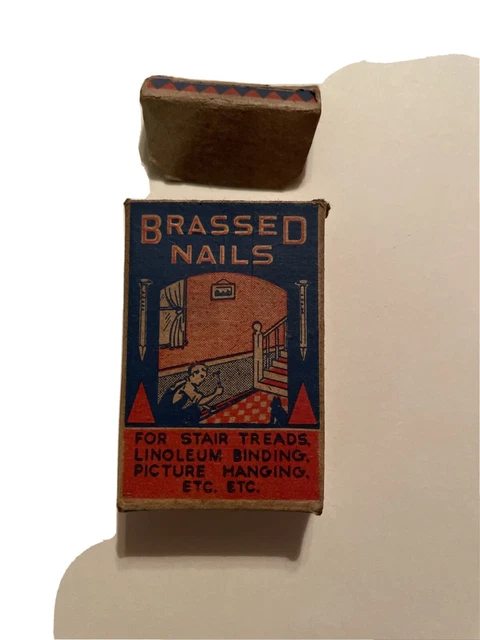 BRASSED
NAILS
FOR STAIR TREADS,
LINOLEUM BINDING,
PICTURE HANGING,
ETC. ETC.